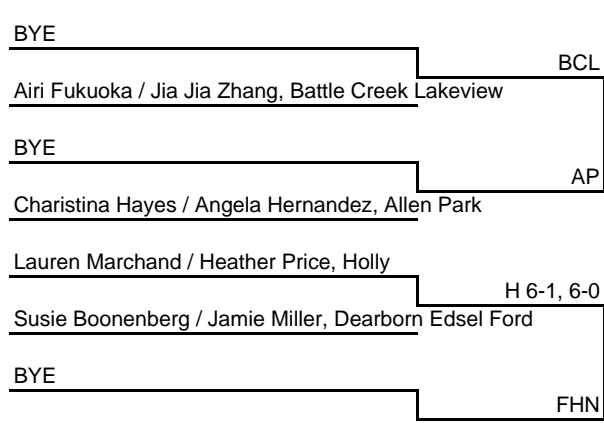 BYE
BCL
Airi Fukuoka / Jia Jia Zhang, Battle Creek Lakeview
BYE
AP
Charistina Hayes / Angela Hernandez, Allen Park
Lauren Marchand / Heather Price, Holly
H 6-1, 6-0
Susie Boonenberg / Jamie Miller, Dearborn Edsel Ford
BYE
FHN